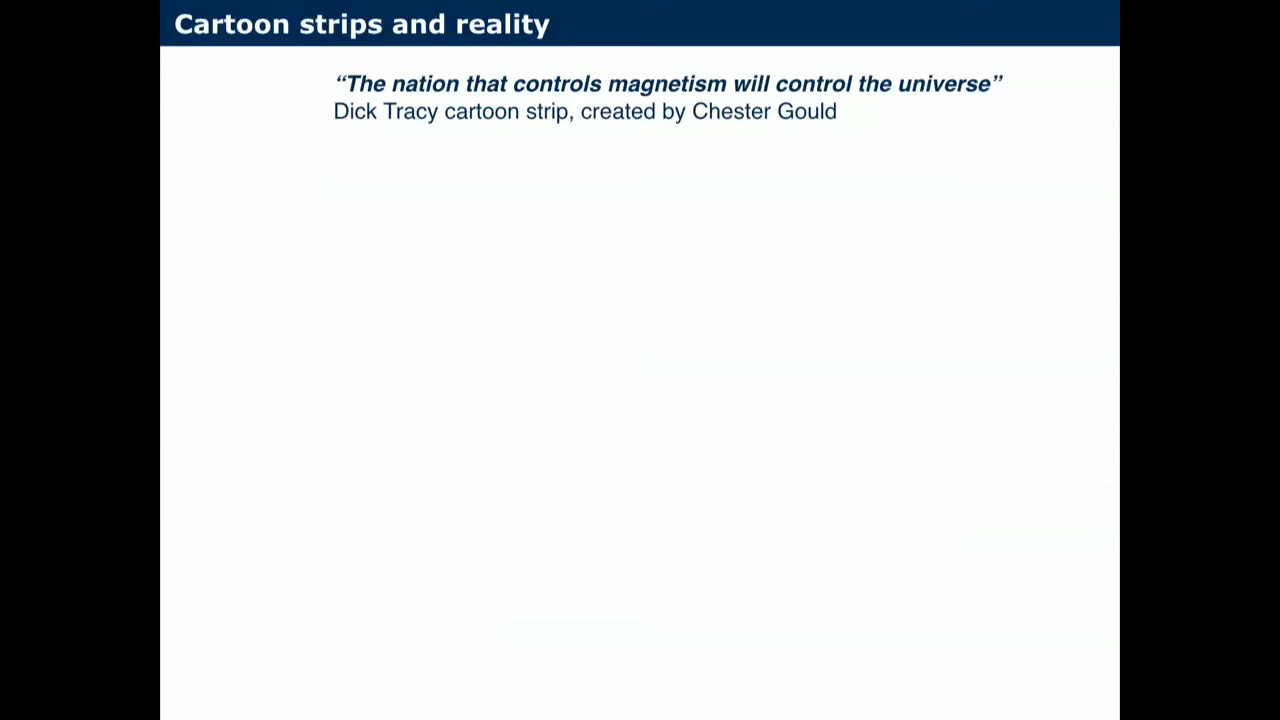 Cartoon strips and reality
“The nation that controls magnetism will control the universe”
Dick Tracy cartoon strip, created by Chester Gould